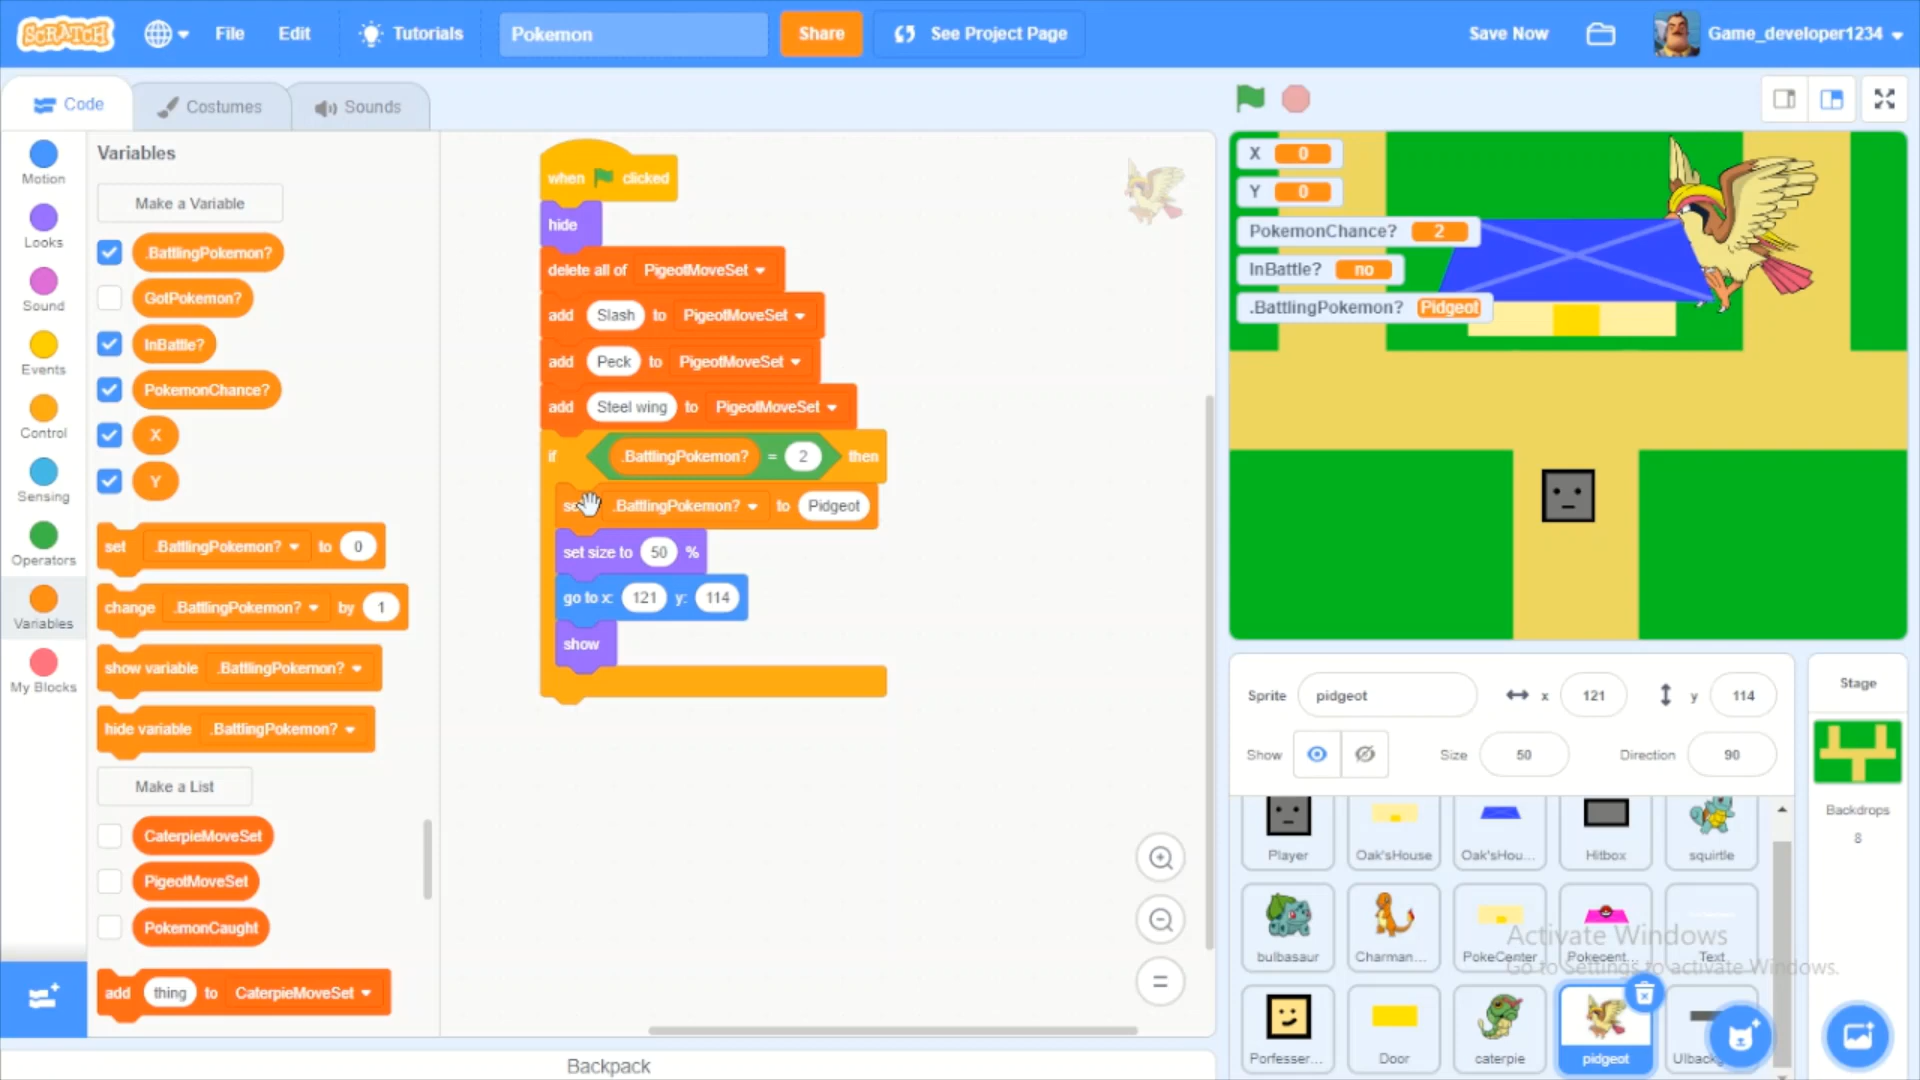 SCRATCH
File
Edit
Tutorials
Pokemon
Share
See Project Page
Save Now
Game_developer1234
Code
Costumes
Sounds
Motion
Looks
Sound
Events
Control
Sensing
Operators
Variables
My Blocks
Variables
Make a Variable
.BattlingPokemon?
GotPokemon?
InBattle?
PokemonChance?
X
Y
set .BattlingPokemon? to 0
change .BattlingPokemon? by 1
show variable .BattlingPokemon?
hide variable .BattlingPokemon?
Make a List
CaterpieMoveSet
PigeotMoveSet
PokemonCaught
add thing to CaterpieMoveSet
when clicked
hide
delete all of PigeotMoveSet
add Slash to PigeotMoveSet
add Peck to PigeotMoveSet
add Steel wing to PigeotMoveSet
if .BattlingPokemon? = 2 then
.BattlingPokemon? to Pidgeot
set size to 50 %
go to x: 121 y: 114
show
=
Backpack
X 0
Y 0
PokemonChance? 2
InBattle? no
.BattlingPokemon? Pidgeot
Sprite pidgeot x 121 y 114
Show Size 50 Direction 90
Player
Oak'sHouse
Oak'sHou...
Hitbox
squirtle
bulbasaur
Charman...
PokeCenter
Pokecent...
Text
Porfesser...
Door
caterpie
pidgeot
Stage
Backdrops
8
Activate Windows
Go to Settings to activate Windows.